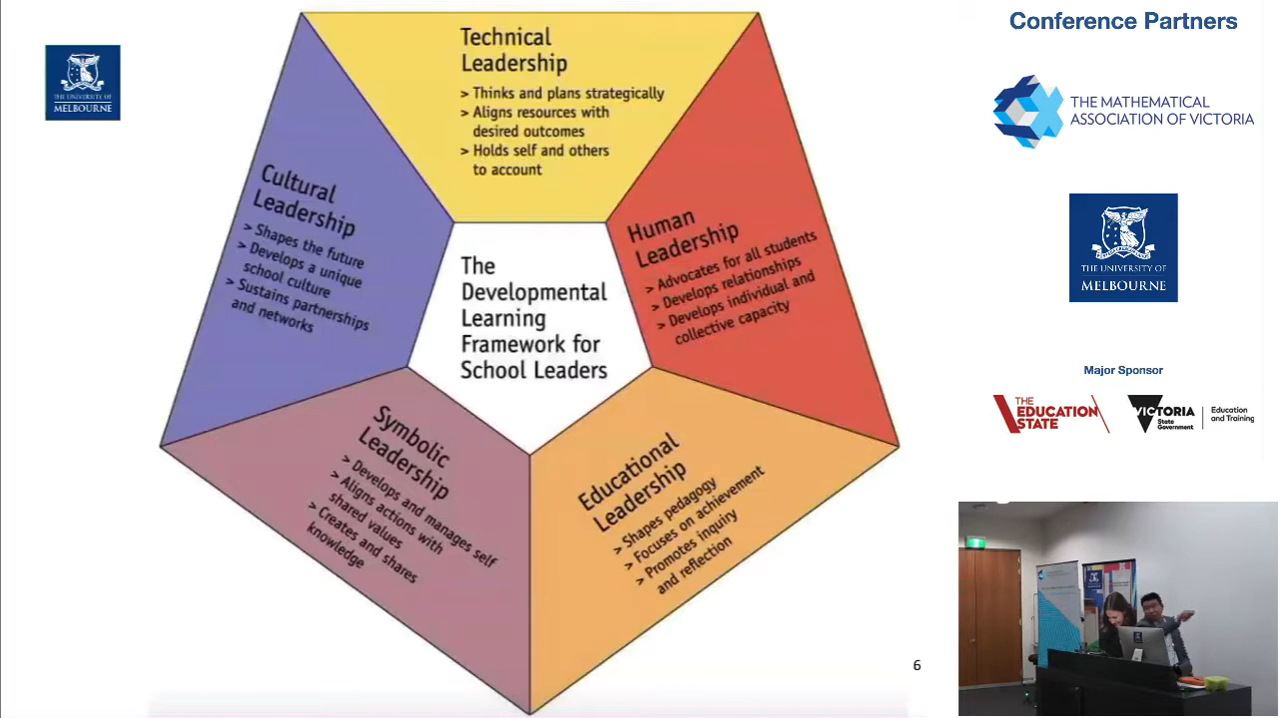 THE UNIVERSITY OF
MELBOURNE
Technical
Leadership
> Thinks and plans strategically
> Aligns resources with
desired outcomes
> Holds self and others
to account
Cultural
Leadership
> Shapes the future
> Develops a unique
school culture
> Sustains partnerships
and networks
Human
Leadership
> Advocates for all students
> Develops relationships
> Develops individual and
collective capacity
The
Developmental
Learning
Framework for
School Leaders
Symbolic
Leadership
> Develops and manages self
> Aligns actions with
shared values
> Creates and shares
knowledge
Educational
Leadership
> Shapes pedagogy
> Focuses on achievement
> Promotes inquiry
and reflection
6
Conference Partners
THE MATHEMATICAL
ASSOCIATION OF VICTORIA
THE UNIVERSITY OF
MELBOURNE
Major Sponsor
THE
EDUCATION
STATE
VICTORIA
State
Government
Education
and Training